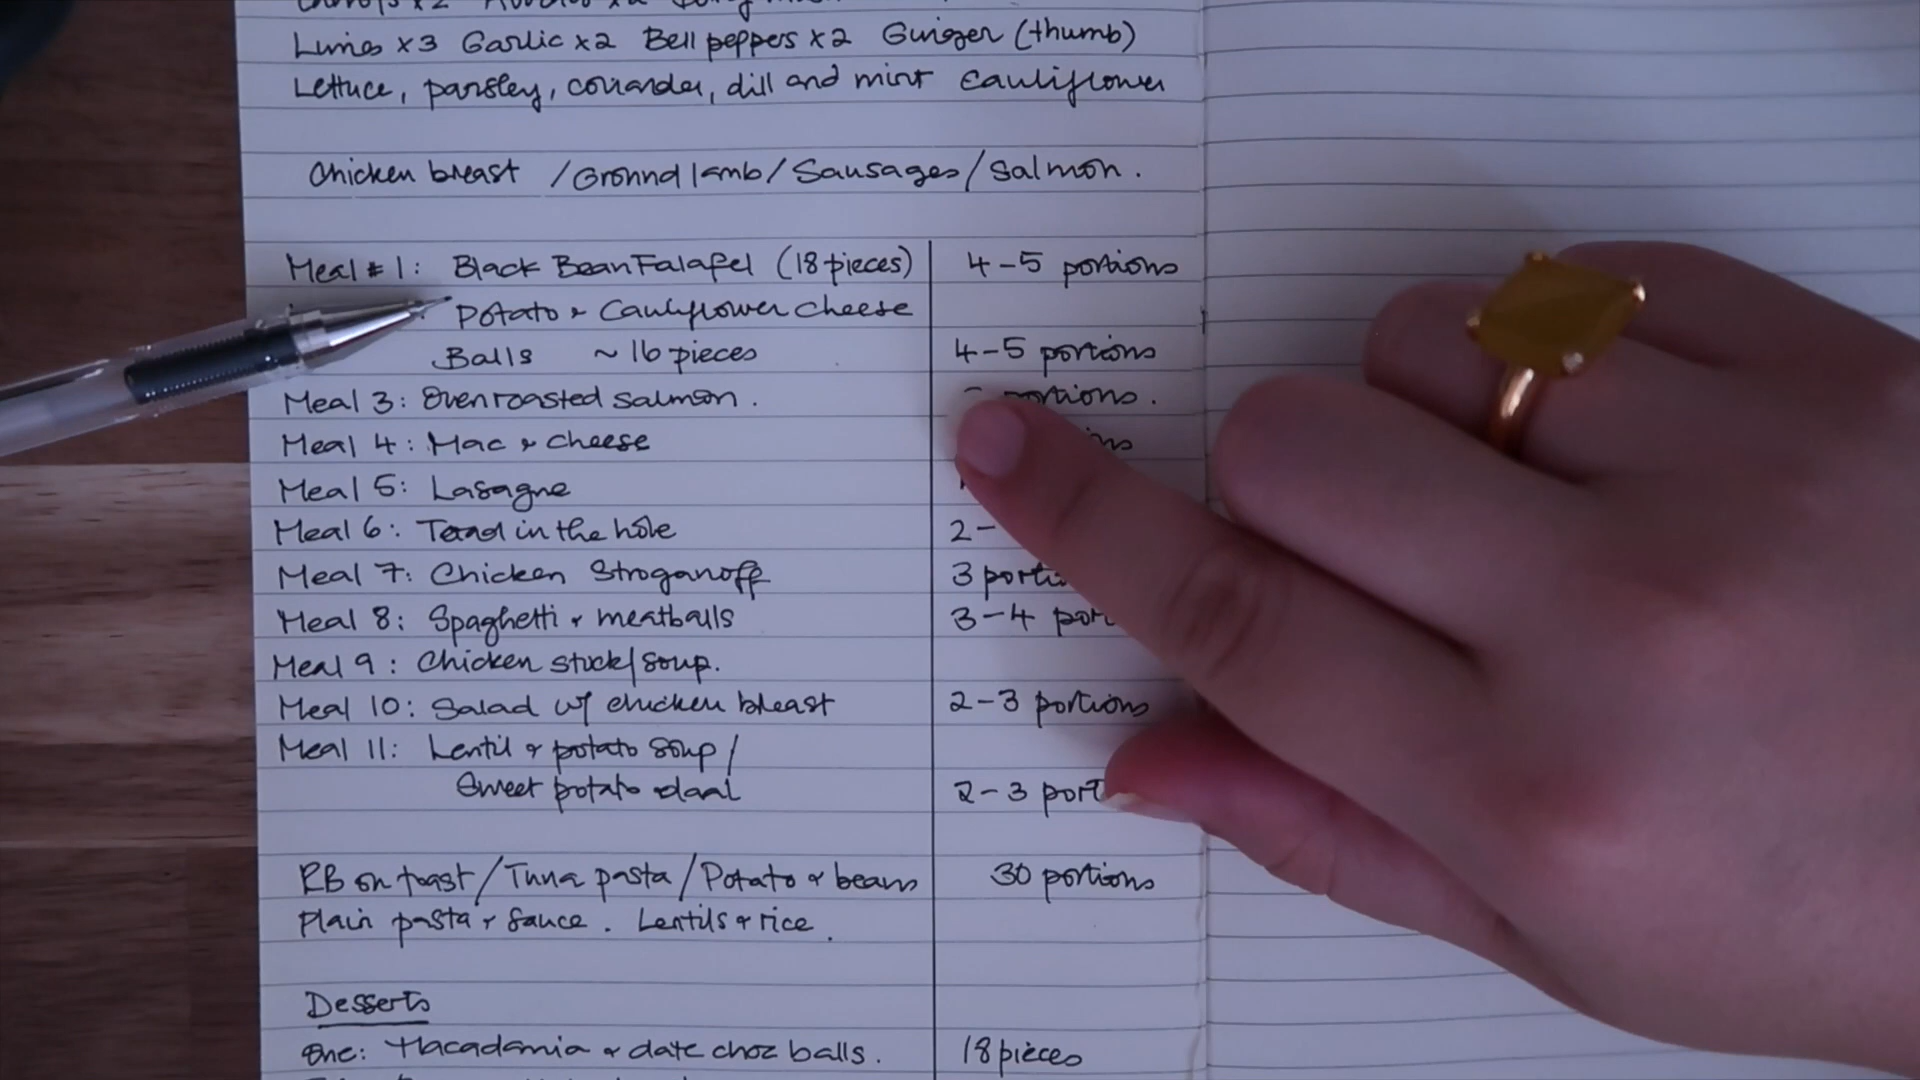 Limes x3 Garlic x2 Bell peppers x2 Ginger (thumb)
Lettuce, parsley, coriander, dill and mint cauliflower
Chicken breast /Ground lamb/Sausages/Salmon.
Meal #1: Black Bean Falafel (18 pieces) 4-5 portions
Potato & Cauliflower cheese
Balls ~16 pieces 4-5 portions
Meal 3: Oven roasted salmon. portions.
Meal 4: Mac & cheese
Meal 5: Lasagne
Meal 6: Toad in the hole 2-
Meal 7: Chicken Stroganoff 3 porti
Meal 8: Spaghetti & meatballs 3-4 por
Meal 9: Chicken stock/soup.
Meal 10: Salad w/ chicken breast 2-3 portions
Meal 11: Lentil & potato soup/
Sweet potato daal 2-3 port
RB on toast/Tuna pasta/Potato & beans 30 portions
Plain pasta & sauce. Lentils & rice.
Desserts
One: Macadamia & date choc balls. 18 pieces